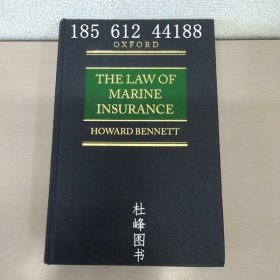 185 612 44188
OXFORD
THE LAW OF
MARINE
INSURANCE
HOWARD BENNETT
杜
峰
图
书